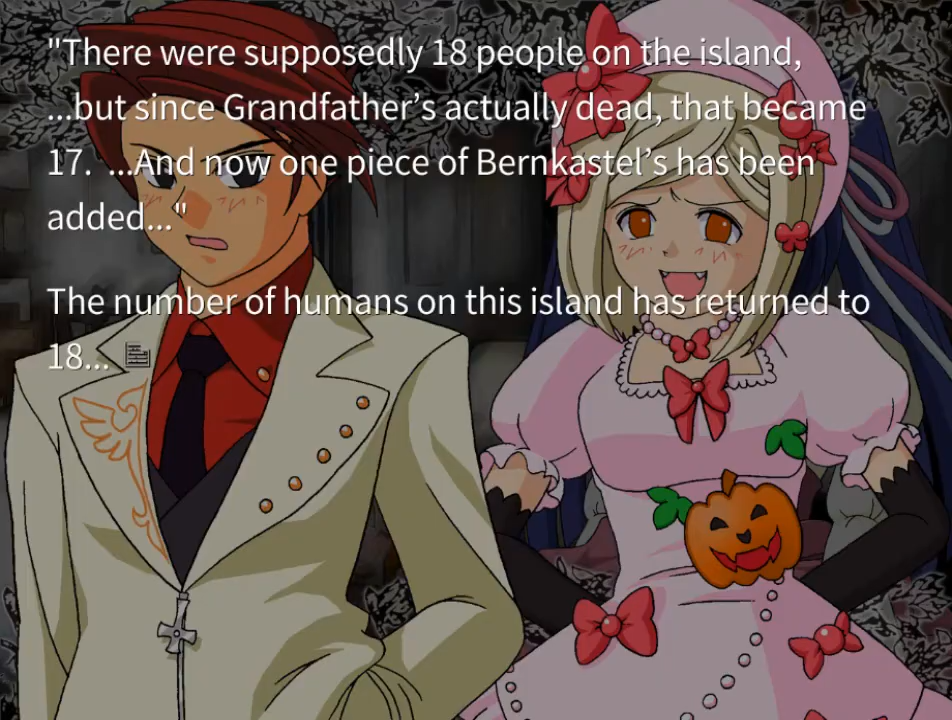 "There were supposedly 18 people on the island,
...but since Grandfather’s actually dead, that became
17. ...And now one piece of Bernkastel’s has been
added..."
The number of humans on this island has returned to
18...